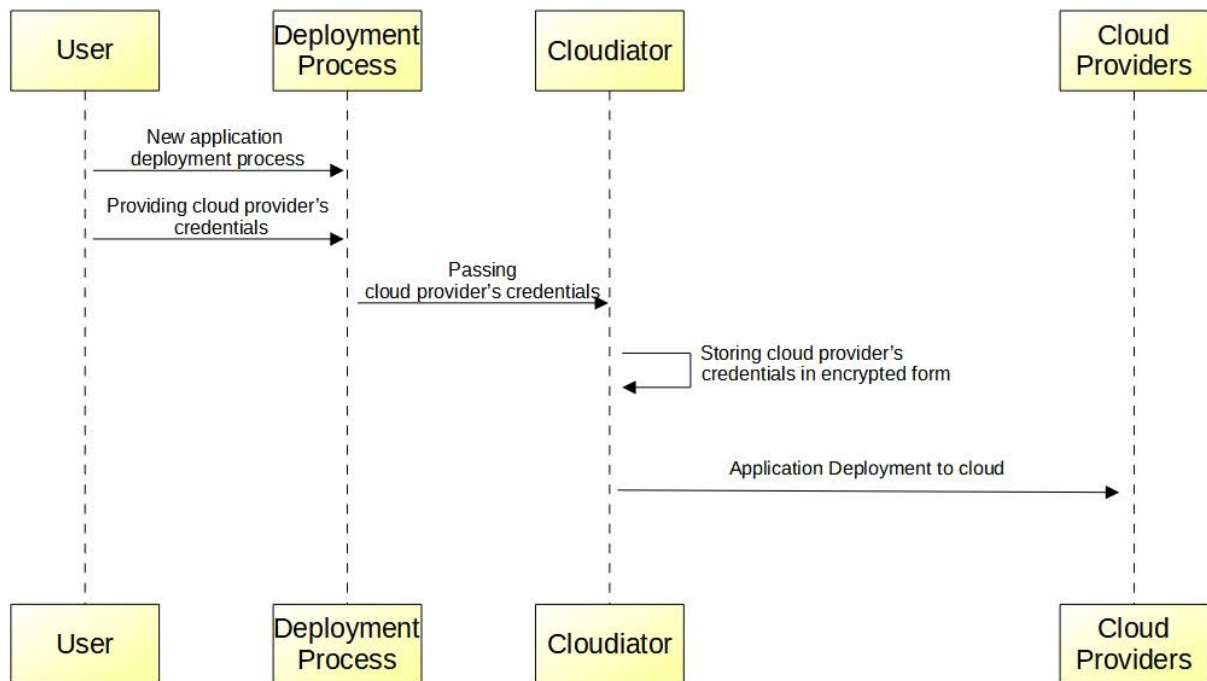 User
Deployment
Process
Cloudiator
Cloud
Providers
New application
deployment process
Providing cloud provider’s
credentials
Passing
cloud provider’s credentials
Storing cloud provider’s
credentials in encrypted form
Application Deployment to cloud
User
Deployment
Process
Cloudiator
Cloud
Providers